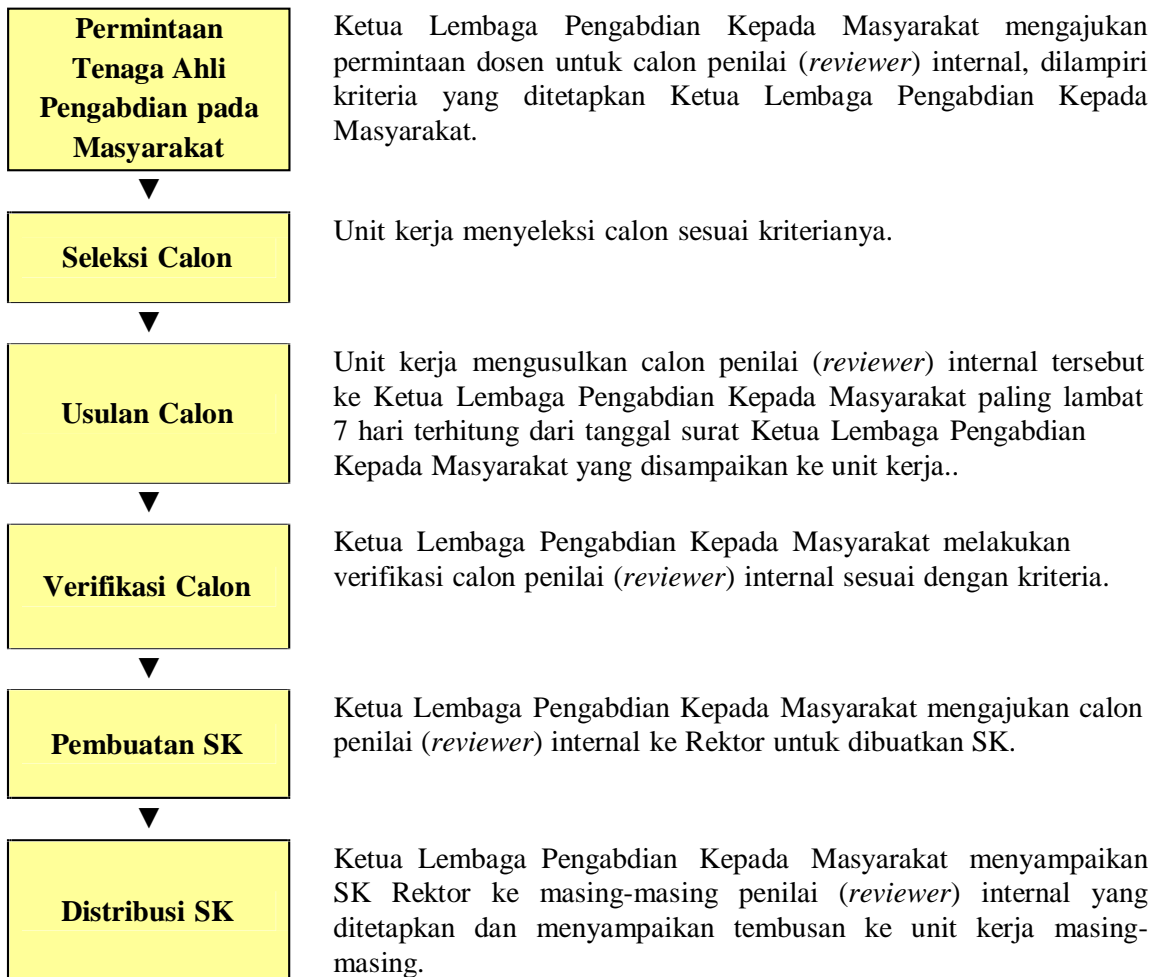 Permintaan
Tenaga Ahli
Pengabdian pada
Masyarakat
Ketua Lembaga Pengabdian Kepada Masyarakat mengajukan
permintaan dosen untuk calon penilai (reviewer) internal, dilampiri
kriteria yang ditetapkan Ketua Lembaga Pengabdian Kepada
Masyarakat.
Seleksi Calon
Unit kerja menyeleksi calon sesuai kriterianya.
Usulan Calon
Unit kerja mengusulkan calon penilai (reviewer) internal tersebut
ke Ketua Lembaga Pengabdian Kepada Masyarakat paling lambat
7 hari terhitung dari tanggal surat Ketua Lembaga Pengabdian
Kepada Masyarakat yang disampaikan ke unit kerja..
Verifikasi Calon
Ketua Lembaga Pengabdian Kepada Masyarakat melakukan
verifikasi calon penilai (reviewer) internal sesuai dengan kriteria.
Pembuatan SK
Ketua Lembaga Pengabdian Kepada Masyarakat mengajukan calon
penilai (reviewer) internal ke Rektor untuk dibuatkan SK.
Distribusi SK
Ketua Lembaga Pengabdian Kepada Masyarakat menyampaikan
SK Rektor ke masing-masing penilai (reviewer) internal yang
ditetapkan dan menyampaikan tembusan ke unit kerja masing-
masing.